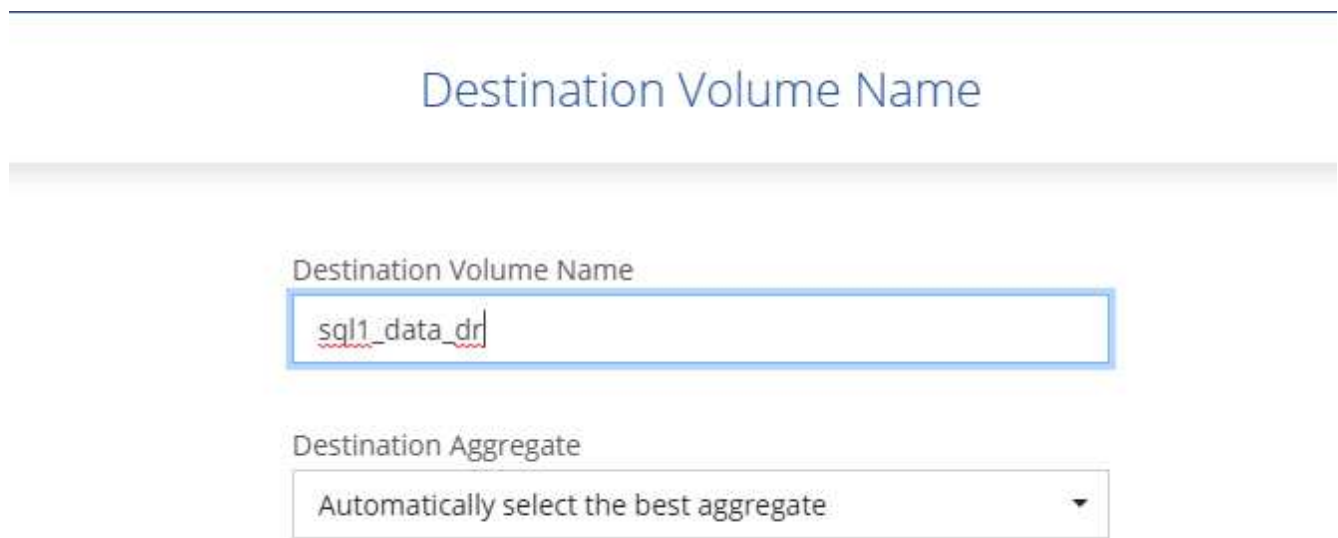 Destination Volume Name
Destination Volume Name
sql1_data_dr
Destination Aggregate
Automatically select the best aggregate